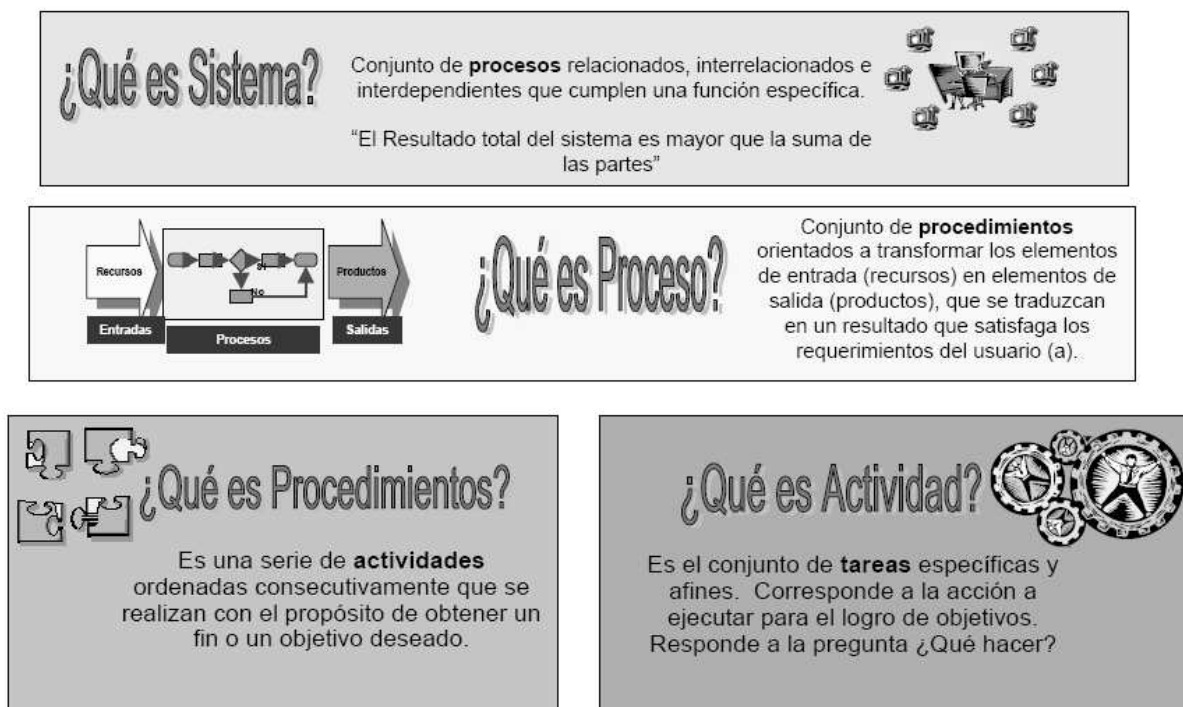 ¿Qué es Sistema?
Conjunto de procesos relacionados, interrelacionados e
interdependientes que cumplen una función específica.
“El Resultado total del sistema es mayor que la suma de
las partes”
Recursos
Si
No
Productos
Entradas
Procesos
Salidas
¿Qué es Proceso?
Conjunto de procedimientos
orientados a transformar los elementos
de entrada (recursos) en elementos de
salida (productos), que se traduzcan
en un resultado que satisfaga los
requerimientos del usuario (a).
¿Qué es Procedimientos?
Es una serie de actividades
ordenadas consecutivamente que se
realizan con el propósito de obtener un
fin o un objetivo deseado.
¿Qué es Actividad?
Es el conjunto de tareas específicas y
afines. Corresponde a la acción a
ejecutar para el logro de objetivos.
Responde a la pregunta ¿Qué hacer?